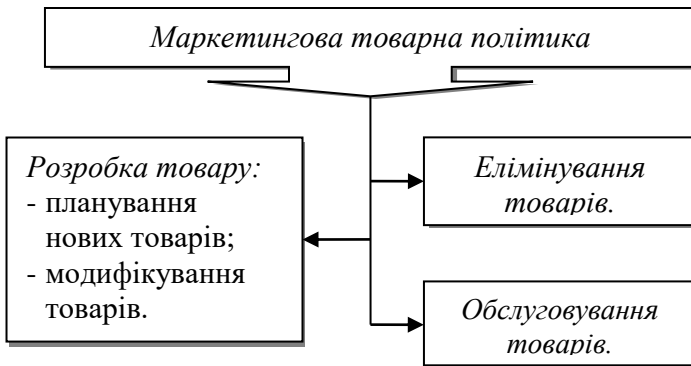 Маркетингова товарна політика
Розробка товару:
- планування
нових товарів;
- модифікування
товарів.
Елімінування
товарів.
Обслуговування
товарів.